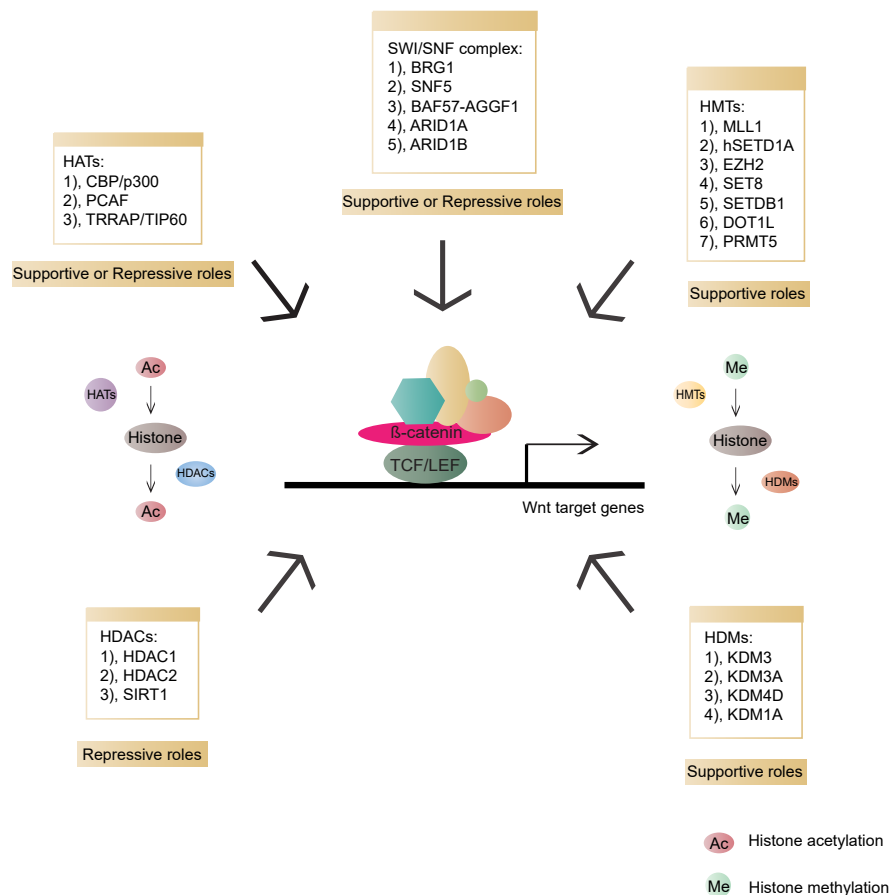 SWI/SNF complex:
1), BRG1
2), SNF5
3), BAF57-AGGF1
4), ARID1A
5), ARID1B
Supportive or Repressive roles
HATs:
1), CBP/p300
2), PCAF
3), TRRAP/TIP60
Supportive or Repressive roles
HMTs:
1), MLL1
2), hSETD1A
3), EZH2
4), SET8
5), SETDB1
6), DOT1L
7), PRMT5
Supportive roles
Ac
HATs
Histone
HDACs
Ac
ß-catenin
TCF/LEF
Wnt target genes
Me
HMTs
Histone
HDMs
Me
HDACs:
1), HDAC1
2), HDAC2
3), SIRT1
Repressive roles
HDMs:
1), KDM3
2), KDM3A
3), KDM4D
4), KDM1A
Supportive roles
Ac Histone acetylation
Me Histone methylation